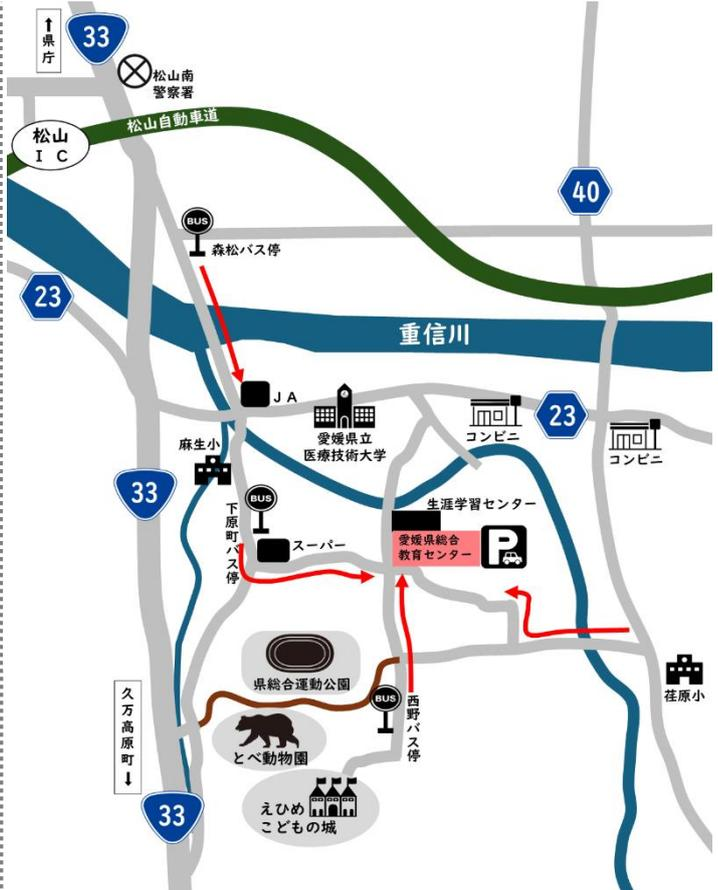 ↑県庁
33
松山南
警察署
松山自動車道
松山
ＩＣ
40
BUS
森松バス停
23
重信川
ＪＡ
愛媛県立
医療技術大学
コンビニ
23
コンビニ
麻生小
33
BUS
下原町バス停
スーパー
生涯学習センター
愛媛県総合
教育センター
P
県総合運動公園
BUS
西野バス停
荏原小
久万高原町↓
とべ動物園
えひめ
こどもの城
33